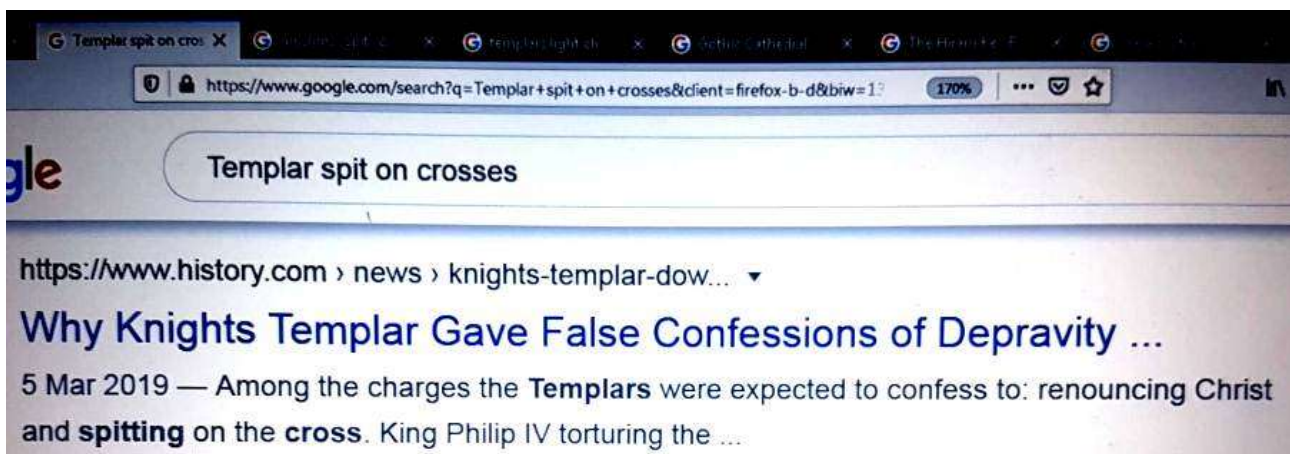 Templar spit on cros
templars light ch
Gothic Cathedral
https://www.google.com/search?q=Templar+spit+on+crosses&client=firefox-b-d&biw=1
170%
gle
Templar spit on crosses
https://www.history.com › news › knights-templar-dow...
Why Knights Templar Gave False Confessions of Depravity ...
5 Mar 2019 — Among the charges the Templars were expected to confess to: renouncing Christ
and spitting on the cross. King Philip IV torturing the ...